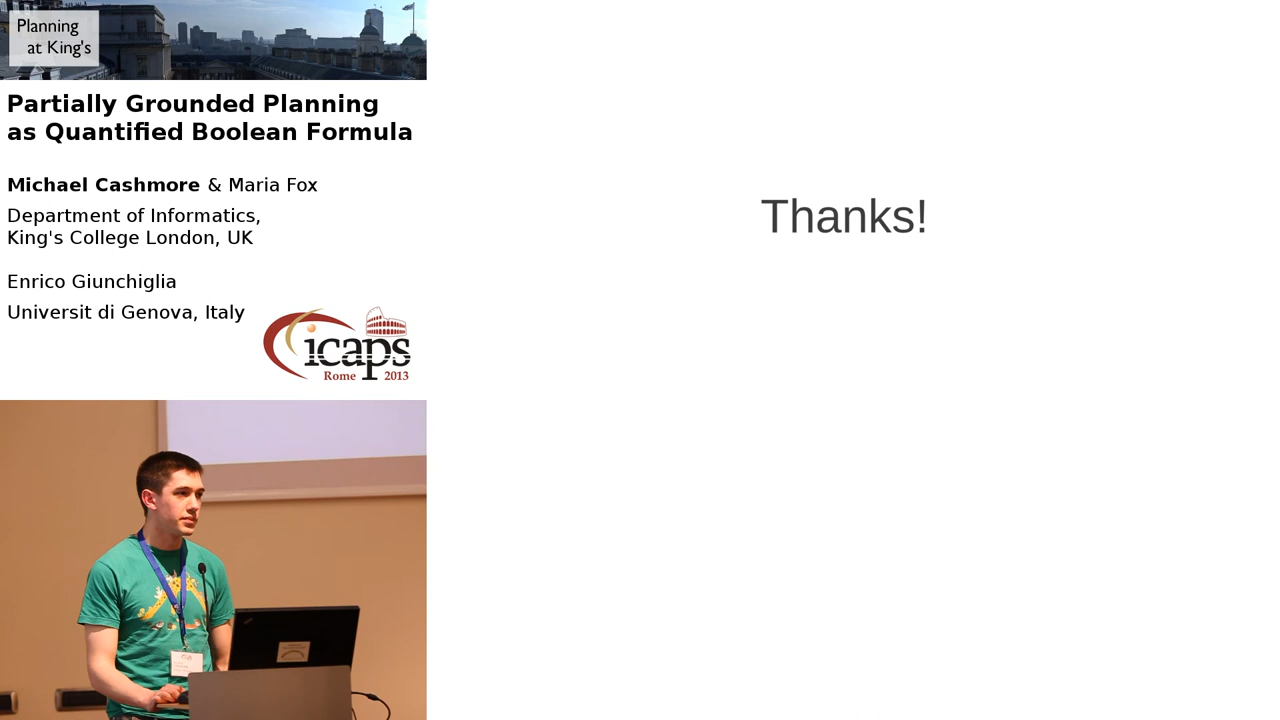 Planning
at King's
Partially Grounded Planning
as Quantified Boolean Formula
Michael Cashmore & Maria Fox
Department of Informatics,
King's College London, UK
Enrico Giunchiglia
Universit di Genova, Italy
icaps
Rome 2013
Thanks!